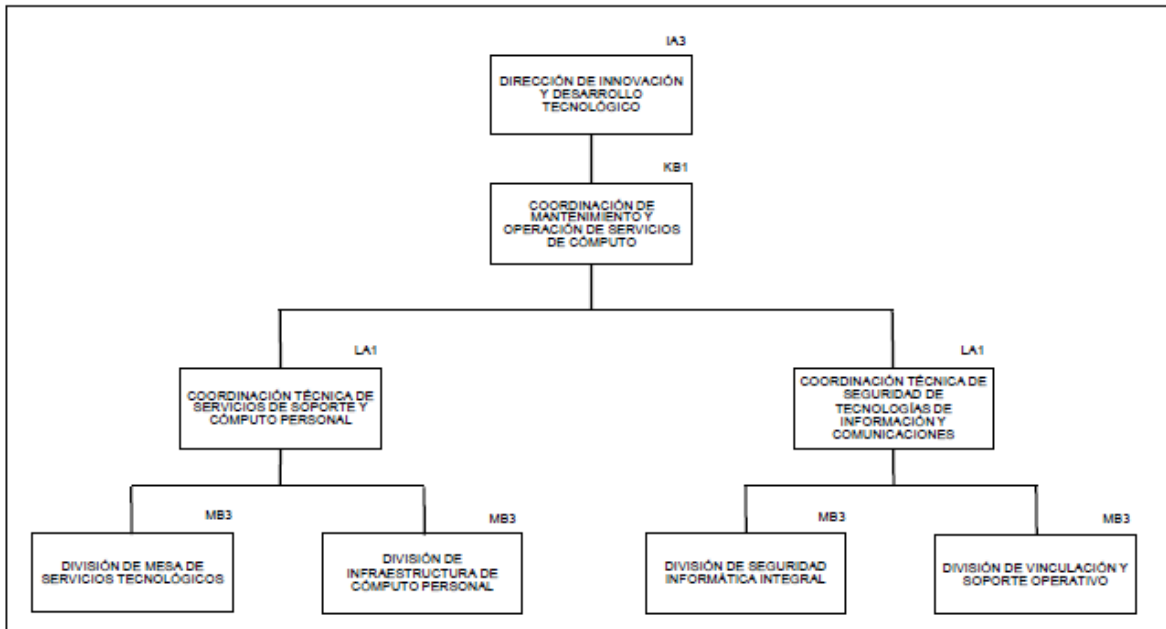 IA3
DIRECCIÓN DE INNOVACIÓN
Y DESARROLLO
TECNOLÓGICO
KB1
COORDINACIÓN DE
MANTENIMIENTO Y
OPERACIÓN DE SERVICIOS
DE CÓMPUTO
LA1
COORDINACIÓN TÉCNICA DE
SERVICIOS DE SOPORTE Y
CÓMPUTO PERSONAL
LA1
COORDINACIÓN TÉCNICA DE
SEGURIDAD DE
TECNOLOGÍAS DE
INFORMACIÓN Y
COMUNICACIONES
MB3
DIVISIÓN DE MESA DE
SERVICIOS TECNOLÓGICOS
MB3
DIVISIÓN DE
INFRAESTRUCTURA DE
CÓMPUTO PERSONAL
MB3
DIVISIÓN DE SEGURIDAD
INFORMÁTICA INTEGRAL
MB3
DIVISIÓN DE VINCULACIÓN Y
SOPORTE OPERATIVO